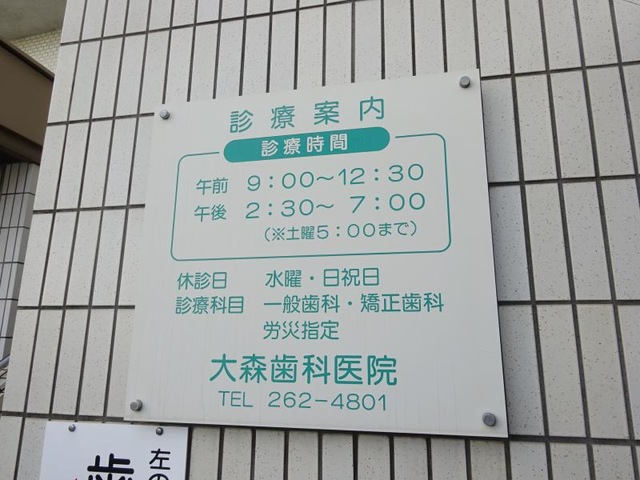 診療案内
診療時間
午前 9：00～12：30
午後 2：30～ 7：00
（※土曜5：00まで）
休診日 水曜・日祝日
診療科目 一般歯科・矯正歯科
労災指定
大森歯科医院
TEL 262-4801
左の
歯